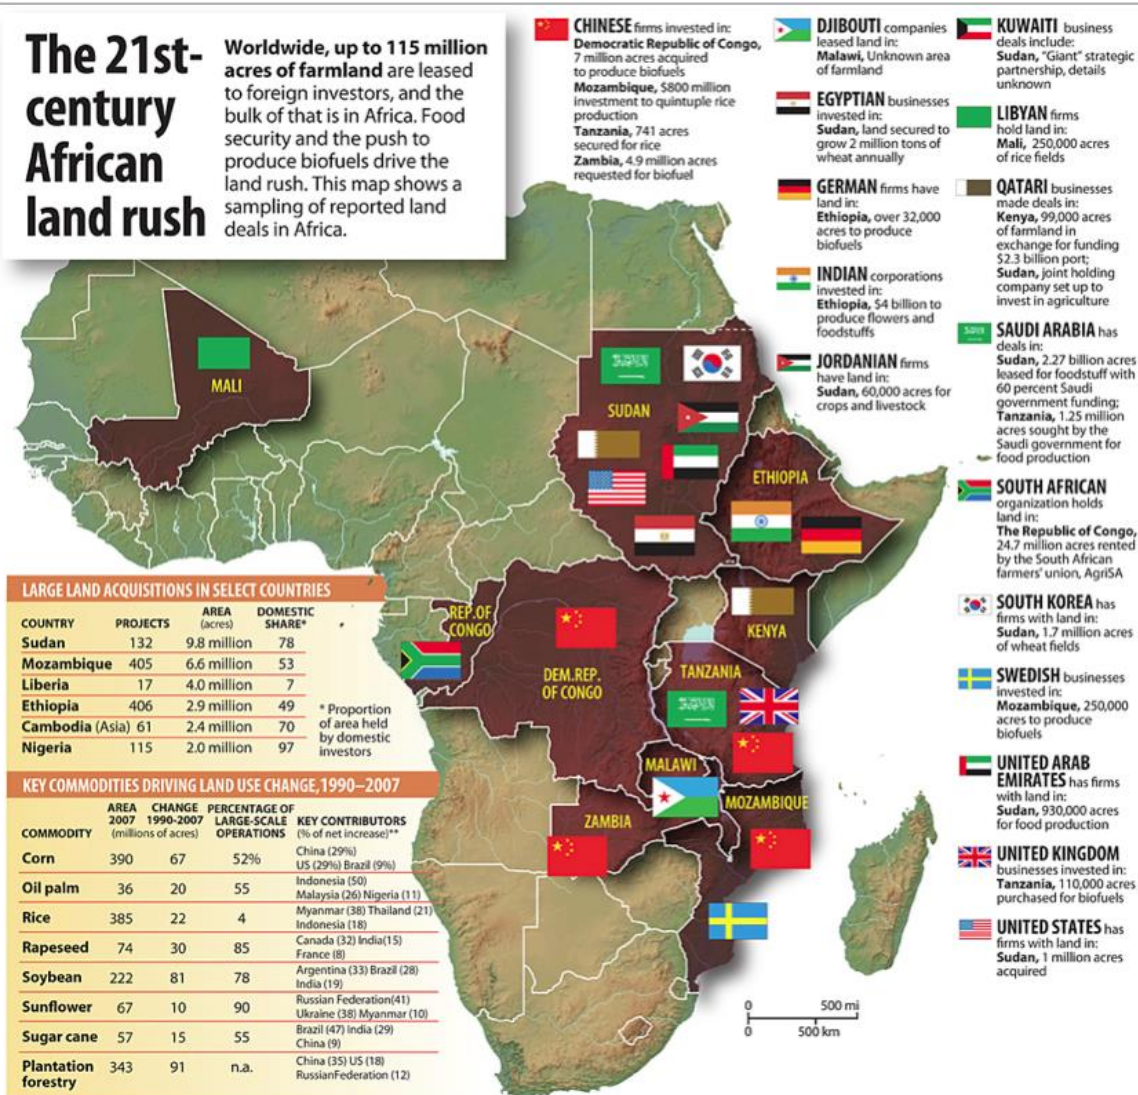 The 21st-
century
African
land rush
Worldwide, up to 115 million
acres of farmland are leased
to foreign investors, and the
bulk of that is in Africa. Food
security and the push to
produce biofuels drive the
land rush. This map shows a
sampling of reported land
deals in Africa.
CHINESE firms invested in:
Democratic Republic of Congo,
7 million acres acquired
to produce biofuels
Mozambique, $800 million
investment to quintuple rice
production
Tanzania, 741 acres
secured for rice
Zambia, 4.9 million acres
requested for biofuel
DJIBOUTI companies
leased land in:
Malawi, Unknown area
of farmland
EGYPTIAN businesses
invested in:
Sudan, land secured to
grow 2 million tons of
wheat annually
GERMAN firms have
land in:
Ethiopia, over 32,000
acres to produce
biofuels
INDIAN corporations
invested in:
Ethiopia, $4 billion to
produce flowers and
foodstuffs
JORDANIAN firms
have land in:
Sudan, 60,000 acres for
crops and livestock
KUWAITI business
deals include:
Sudan, "Giant" strategic
partnership, details
unknown
LIBYAN firms
hold land in:
Mali, 250,000 acres
of rice fields
QATARI businesses
made deals in:
Kenya, 99,000 acres
of farmland in
exchange for funding
$2.3 billion port;
Sudan, joint holding
company set up to
invest in agriculture
SAUDI ARABIA has
deals in:
Sudan, 2.27 billion acres
leased for foodstuff with
60 percent Saudi
government funding;
Tanzania, 1.25 million
acres sought by the
Saudi government for
food production
SOUTH AFRICAN
organization holds
land in:
The Republic of Congo,
24.7 million acres rented
by the South African
farmers' union, AgriSA
SOUTH KOREA has
firms with land in:
Sudan, 1.7 million acres
of wheat fields
SWEDISH businesses
invested in:
Mozambique, 250,000
acres to produce
biofuels
UNITED ARAB
EMIRATES has firms
with land in:
Sudan, 930,000 acres
for food production
UNITED KINGDOM
businesses invested in:
Tanzania, 110,000 acres
purchased for biofuels
UNITED STATES has
firms with land in:
Sudan, 1 million acres
acquired
MALI
SUDAN
ETHIOPIA
REP. OF
CONGO
KENYA
DEM. REP.
OF CONGO
TANZANIA
MALAWI
MOZAMBIQUE
ZAMBIA
0 500 mi
0 500 km
LARGE LAND ACQUISITIONS IN SELECT COUNTRIES
COUNTRY PROJECTS AREA (acres) DOMESTIC SHARE*
Sudan 132 9.8 million 78
Mozambique 405 6.6 million 53
Liberia 17 4.0 million 7
Ethiopia 406 2.9 million 49
Cambodia (Asia) 61 2.4 million 70
Nigeria 115 2.0 million 97
* Proportion
of area held
by domestic
investors
KEY COMMODITIES DRIVING LAND USE CHANGE, 1990–2007
AREA CHANGE PERCENTAGE OF
2007 1990-2007 LARGE-SCALE KEY CONTRIBUTORS
COMMODITY (millions of acres) OPERATIONS (% of net increase)**
Corn 390 67 52% China (29%)
US (29%) Brazil (9%)
Oil palm 36 20 55 Indonesia (50)
Malaysia (26) Nigeria (11)
Rice 385 22 4 Myanmar (38) Thailand (21)
Indonesia (18)
Rapeseed 74 30 85 Canada (32) India(15)
France (8)
Soybean 222 81 78 Argentina (33) Brazil (28)
India (19)
Sunflower 67 10 90 Russian Federation(41)
Ukraine (38) Myanmar (10)
Sugar cane 57 15 55 Brazil (47) India (29)
China (9)
Plantation 343 91 n.a. China (35) US (18)
forestry RussianFederation (12)